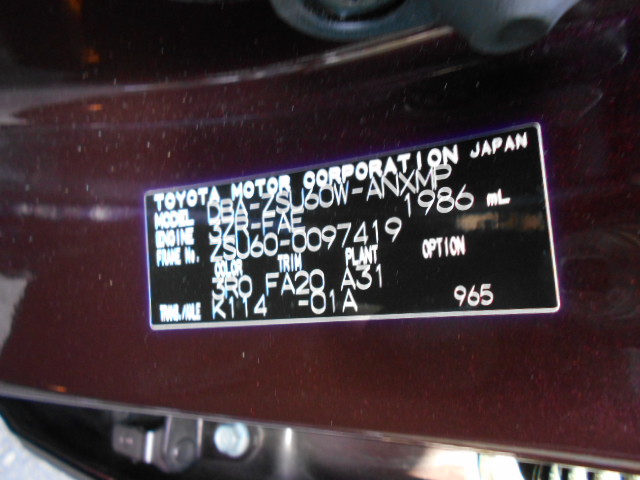 TOYOTA MOTOR CORPORATION JAPAN
MODEL DBA-ZSU60W-ANXMP
ENGINE 3ZR-FAE 1986 mL
FRAME No. ZSU60-0097419
COLOR TRIM PLANT OPTION
3R0 FA20 A31
TRANS./AXLE K114 -01A 965